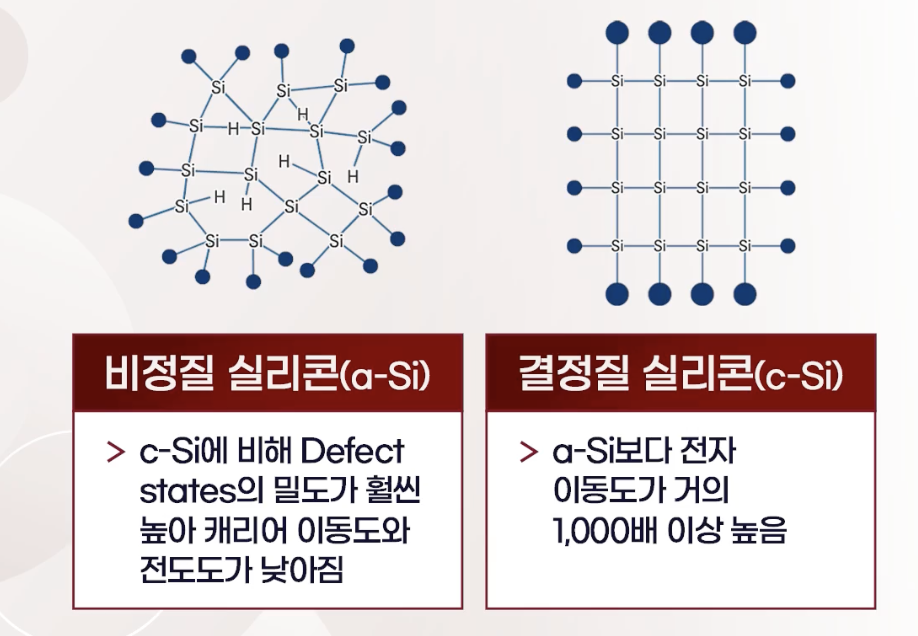 Si Si Si
H
Si H Si Si Si
Si Si H Si H
Si H H Si Si
Si Si Si
Si Si Si Si
Si Si Si Si
Si Si Si Si
Si Si Si Si
비정질 실리콘(a-Si)
> c-Si에 비해 Defect
states의 밀도가 훨씬
높아 캐리어 이동도와
전도도가 낮아짐
결정질 실리콘(c-Si)
> a-Si보다 전자
이동도가 거의
1,000배 이상 높음